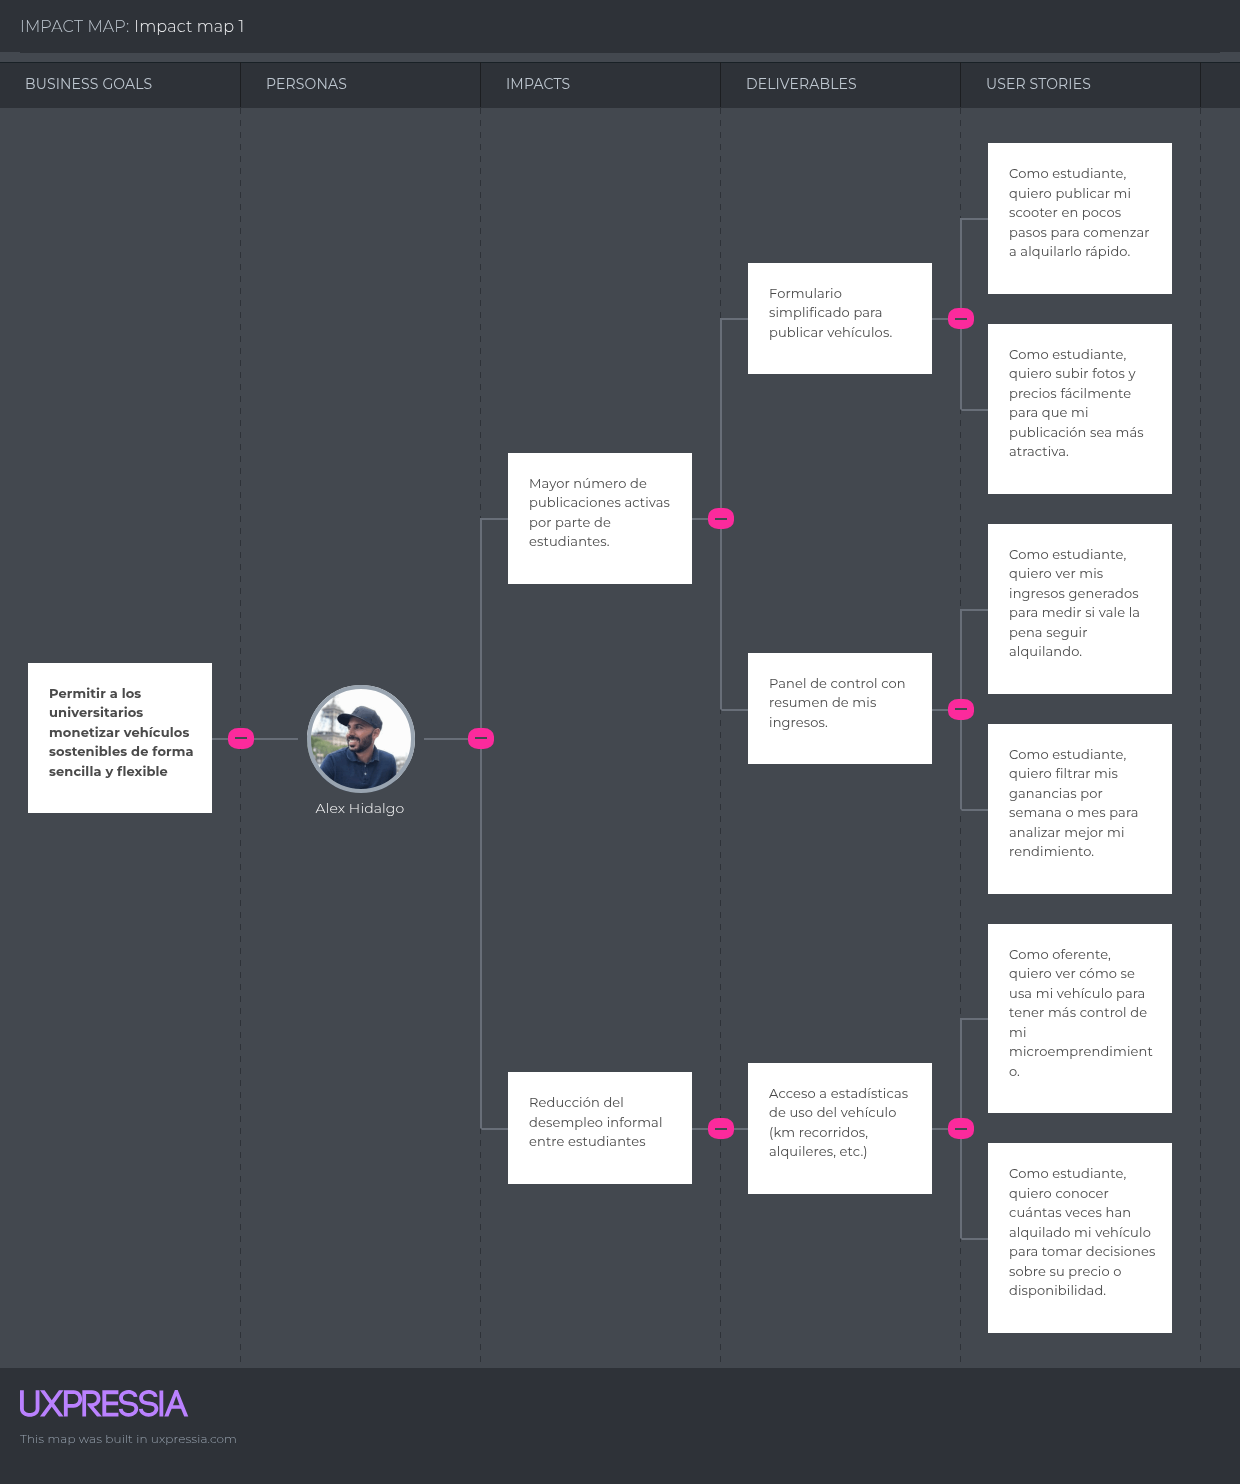 IMPACT MAP: Impact map 1
BUSINESS GOALS
PERSONAS
IMPACTS
DELIVERABLES
USER STORIES
Permitir a los
universitarios
monetizar vehículos
sostenibles de forma
sencilla y flexible
Alex Hidalgo
Mayor número de
publicaciones activas
por parte de
estudiantes.
Formulario
simplificado para
publicar vehículos.
Como estudiante,
quiero publicar mi
scooter en pocos
pasos para comenzar
a alquilarlo rápido.
Como estudiante,
quiero subir fotos y
precios fácilmente
para que mi
publicación sea más
atractiva.
Panel de control con
resumen de mis
ingresos.
Como estudiante,
quiero ver mis
ingresos generados
para medir si vale la
pena seguir
alquilando.
Como estudiante,
quiero filtrar mis
ganancias por
semana o mes para
analizar mejor mi
rendimiento.
Reducción del
desempleo informal
entre estudiantes
Acceso a estadísticas
de uso del vehículo
(km recorridos,
alquileres, etc.)
Como oferente,
quiero ver cómo se
usa mi vehículo para
tener más control de
mi
microemprendimient
o.
Como estudiante,
quiero conocer
cuántas veces han
alquilado mi vehículo
para tomar decisiones
sobre su precio o
disponibilidad.
UXPRESSIA
This map was built in uxpressia.com